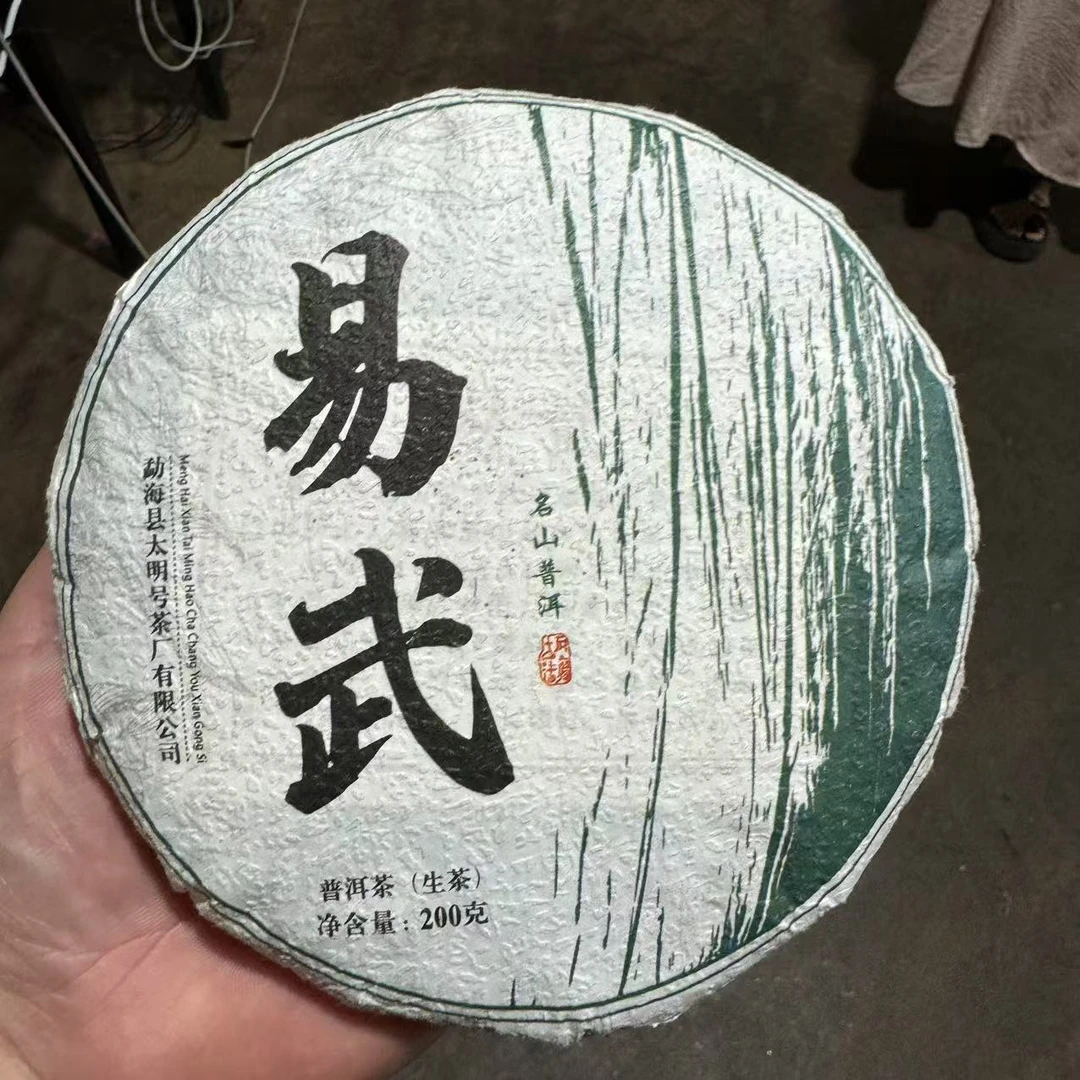 易武
名山普洱
勐海县太明号茶厂有限公司
Meng Hai Xian Tai Ming Hao Cha Chang You Xian Gong Si
普洱茶（生茶）
净含量：200克